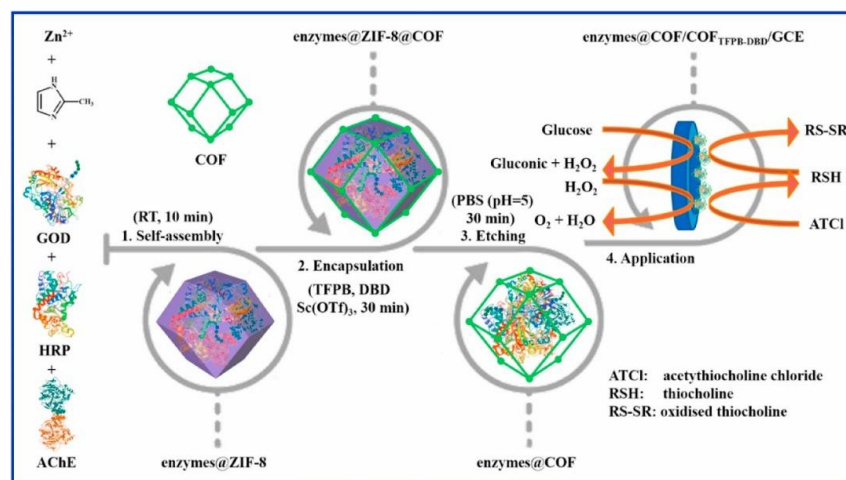 Zn2+
+
H
N
N
CH3
+
GOD
+
HRP
+
AChE
COF
(RT, 10 min)
1. Self-assembly
enzymes@ZIF-8
enzymes@ZIF-8@COF
2. Encapsulation
(TFPB, DBD
Sc(OTf)3, 30 min)
(PBS (pH=5)
30 min)
3. Etching
enzymes@COF
enzymes@COF/COFTFPB-DBD/GCE
Glucose
Gluconic + H2O2
H2O2
O2 + H2O
RS-SR
RSH
ATCl
4. Application
ATCl: acetythiocholine chloride
RSH: thiocholine
RS-SR: oxidised thiocholine